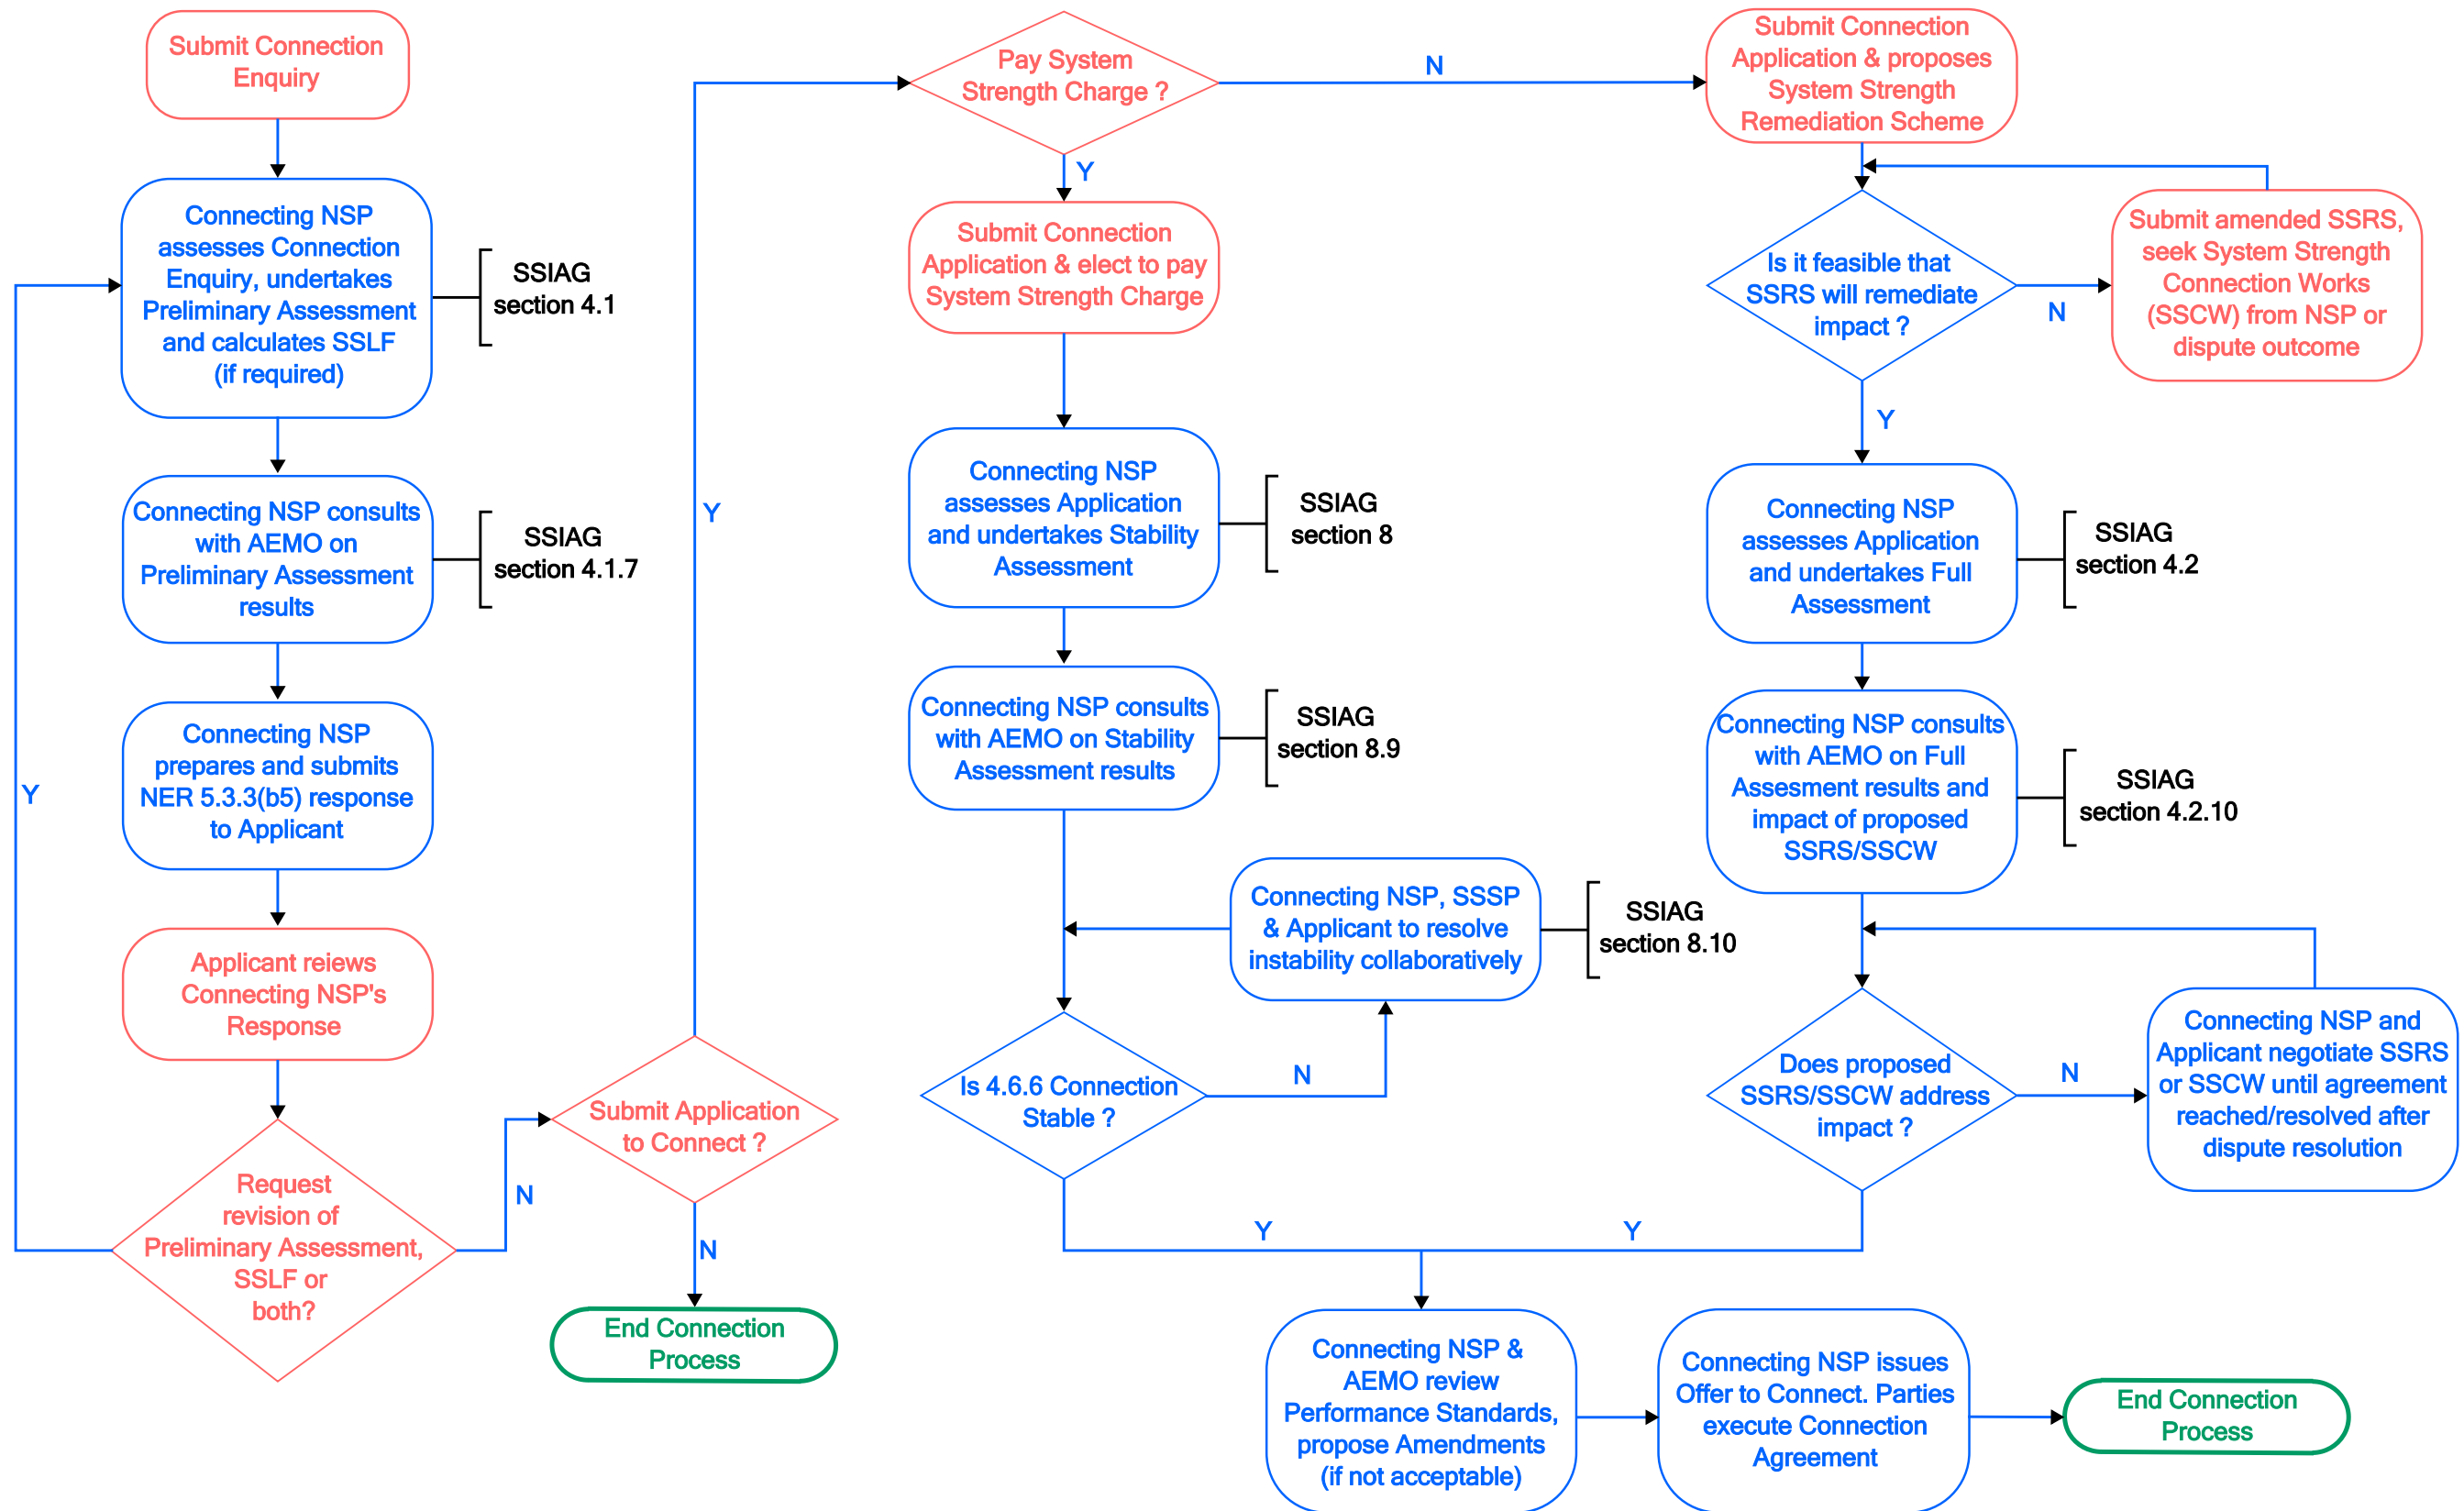 Submit Connection
Enquiry
Connecting NSP
assesses Connection
Enquiry, undertakes
Preliminary Assessment
and calculates SSLF
(if required)
SSIAG
section 4.1
Connecting NSP consults
with AEMO on
Preliminary Assessment
results
SSIAG
section 4.1.7
Connecting NSP
prepares and submits
NER 5.3.3(b5) response
to Applicant
Applicant reiews
Connecting NSP's
Response
Request
revision of
Preliminary Assessment,
SSLF or
both?
Y
N
Submit Application
to Connect ?
Y
N
End Connection
Process
Pay System
Strength Charge ?
N
Y
Submit Connection
Application & elect to pay
System Strength Charge
Connecting NSP
assesses Application
and undertakes Stability
Assessment
SSIAG
section 8
Connecting NSP consults
with AEMO on Stability
Assessment results
SSIAG
section 8.9
Connecting NSP, SSSP
& Applicant to resolve
instability collaboratively
SSIAG
section 8.10
Is 4.6.6 Connection
Stable ?
N
Y
Submit Connection
Application & proposes
System Strength
Remediation Scheme
Is it feasible that
SSRS will remediate
impact ?
N
Submit amended SSRS,
seek System Strength
Connection Works
(SSCW) from NSP or
dispute outcome
Y
Connecting NSP
assesses Application
and undertakes Full
Assessment
SSIAG
section 4.2
Connecting NSP consults
with AEMO on Full
Assesment results and
impact of proposed
SSRS/SSCW
SSIAG
section 4.2.10
Does proposed
SSRS/SSCW address
impact ?
N
Connecting NSP and
Applicant negotiate SSRS
or SSCW until agreement
reached/resolved after
dispute resolution
Y
Connecting NSP &
AEMO review
Performance Standards,
propose Amendments
(if not acceptable)
Connecting NSP issues
Offer to Connect. Parties
execute Connection
Agreement
End Connection
Process